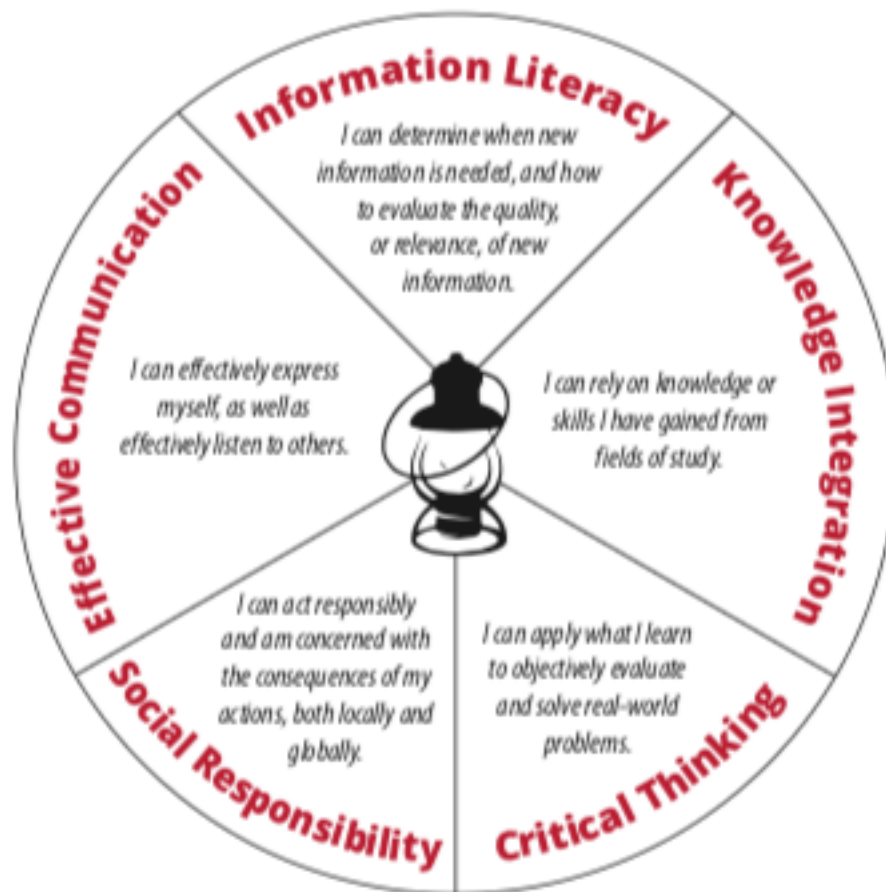 Information Literacy
I can determine when new
information is needed, and how
to evaluate the quality,
or relevance, of new
information.
Knowledge Integration
I can rely on knowledge or
skills I have gained from
fields of study.
Critical Thinking
I can apply what I learn
to objectively evaluate
and solve real-world
problems.
Social Responsibility
I can act responsibly
and am concerned with
the consequences of my
actions, both locally and
globally.
Effective Communication
I can effectively express
myself, as well as
effectively listen to others.